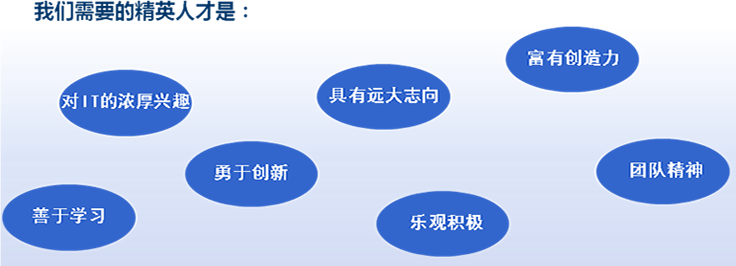 我们需要的精英人才是：
富有创造力
对IT的浓厚兴趣
具有远大志向
勇于创新
团队精神
善于学习
乐观积极